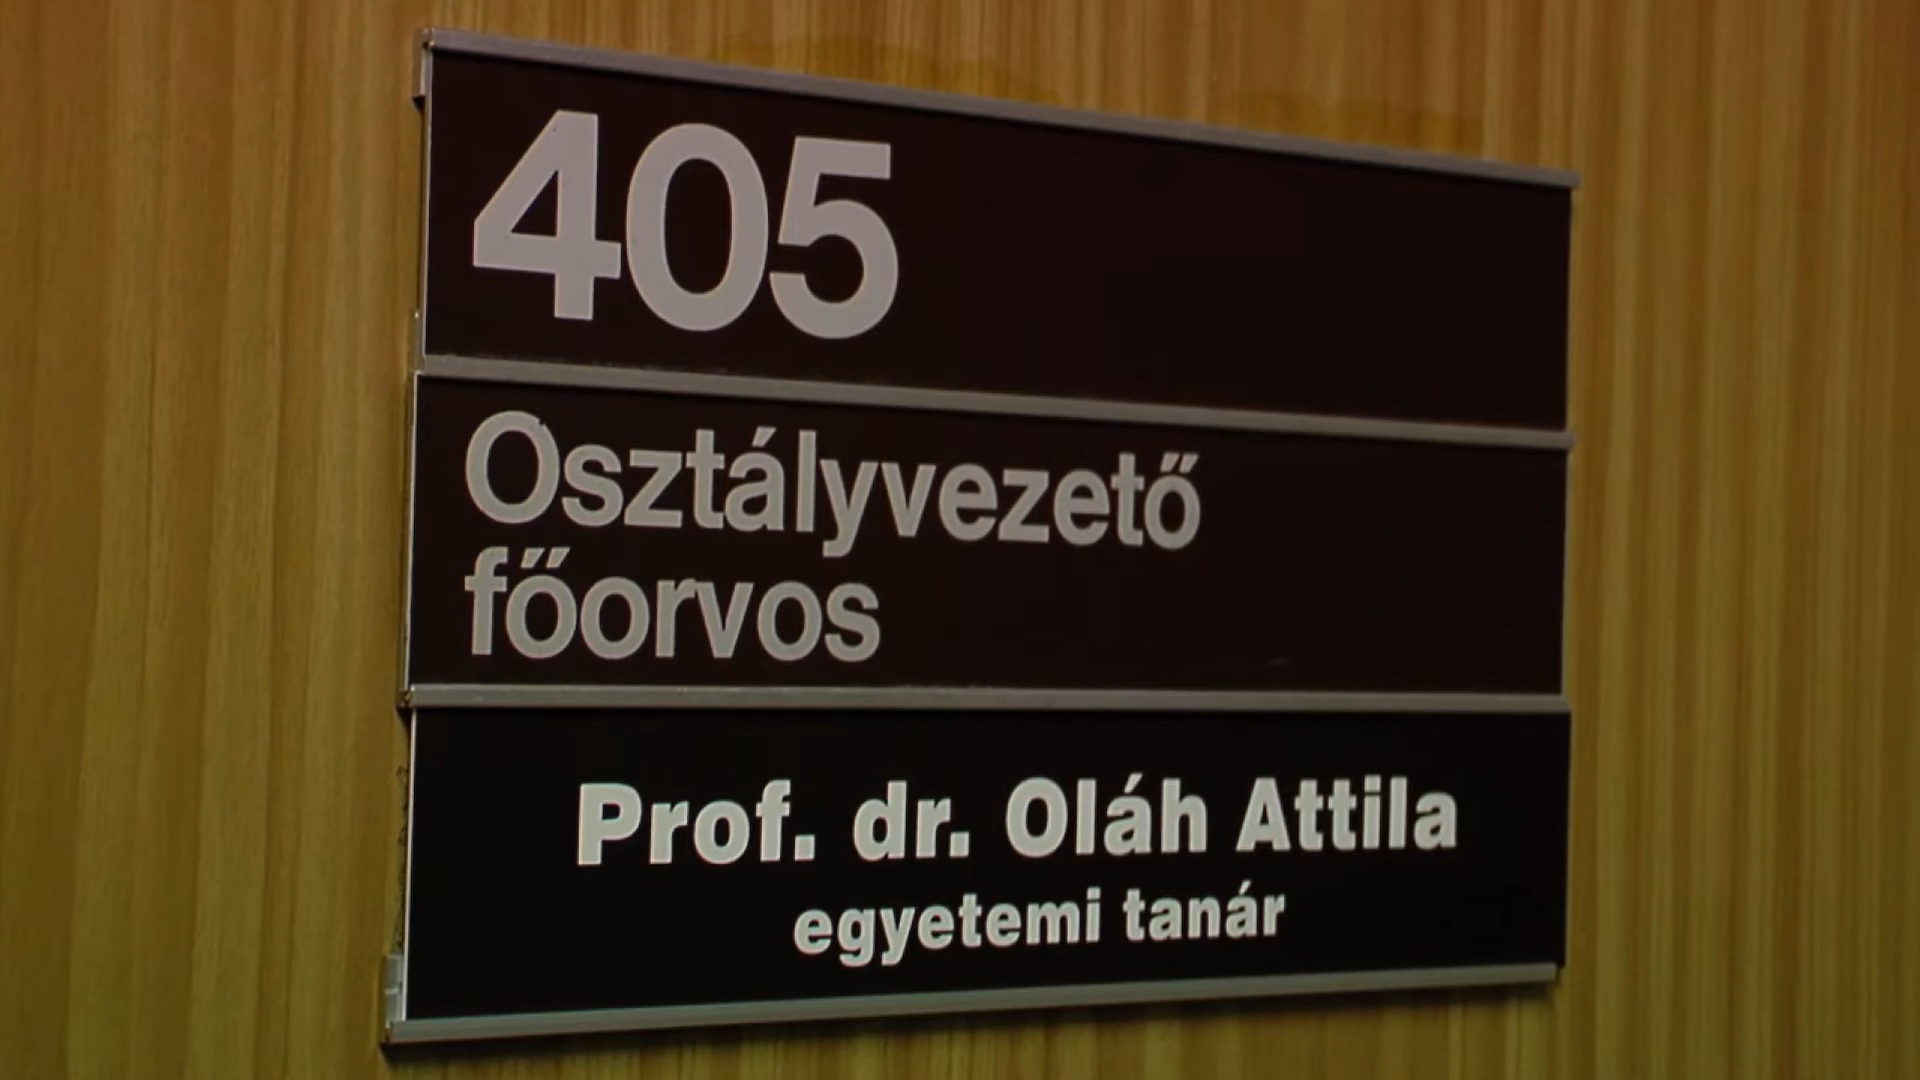 405
Osztályvezető
főorvos
Prof. dr. Oláh Attila
egyetemi tanár